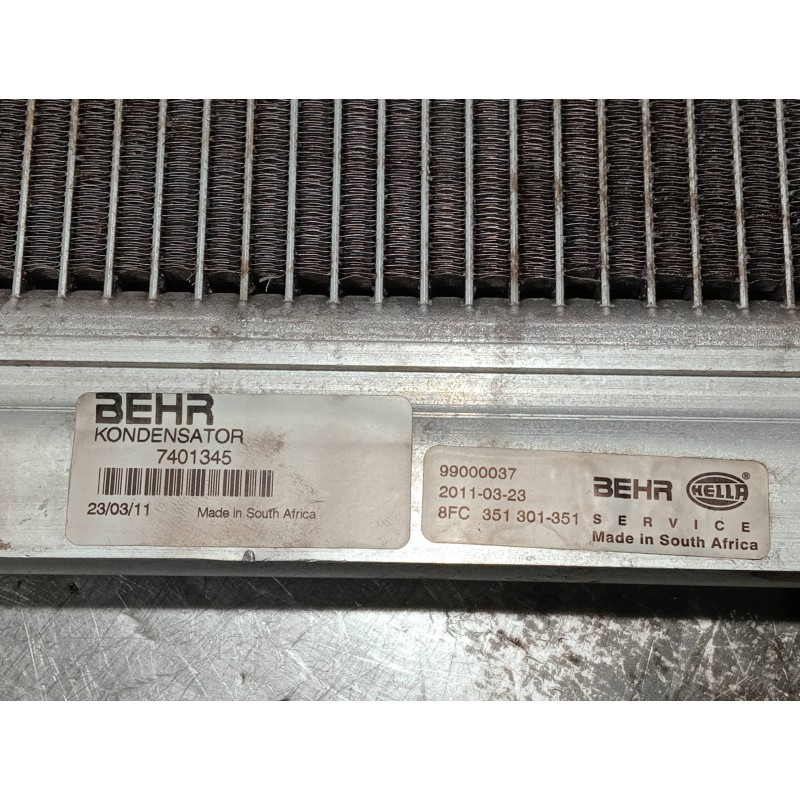 BEHR
KONDENSATOR
7401345
23/03/11 Made in South Africa
99000037
2011-03-23
8FC 351 301-351
BEHR HELLA
SERVICE
Made in South Africa